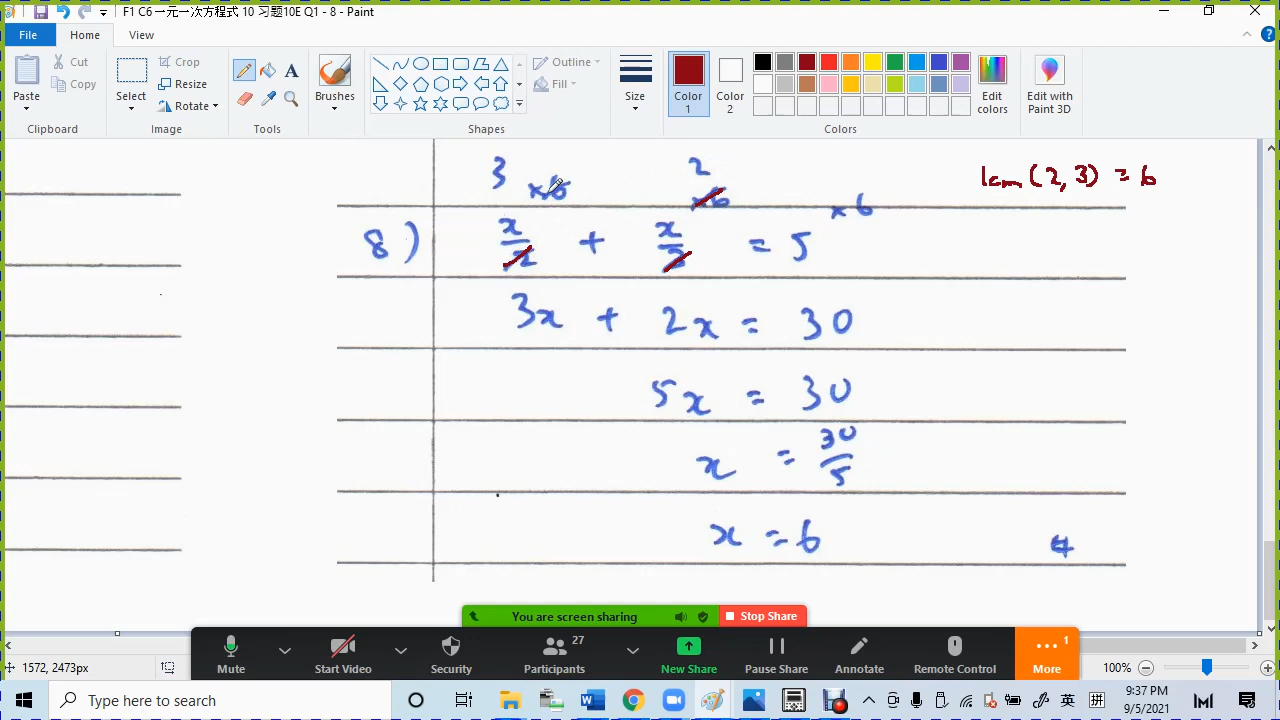 F1 C6一元一次方程式 10 习题10E Q1 - 8 - Paint
File Home View
Paste Cut Copy Clipboard
Select Crop Resize Rotate Image
Tools
Brushes
Outline Fill Shapes
Size
Color 1 Color 2 Edit colors Edit with Paint 3D Colors
3 ×6 2 ×6 ×6 lcm (2, 3) = 6
8) x/2 + x/3 = 5
3x + 2x = 30
5x = 30
x = 30/5
x = 6
You are screen sharing Stop Share
Mute Start Video Security Participants 27 New Share Pause Share Annotate Remote Control More 1
1572, 2473px 100%
Type here to search 英 拼 9:37 PM
9/5/2021